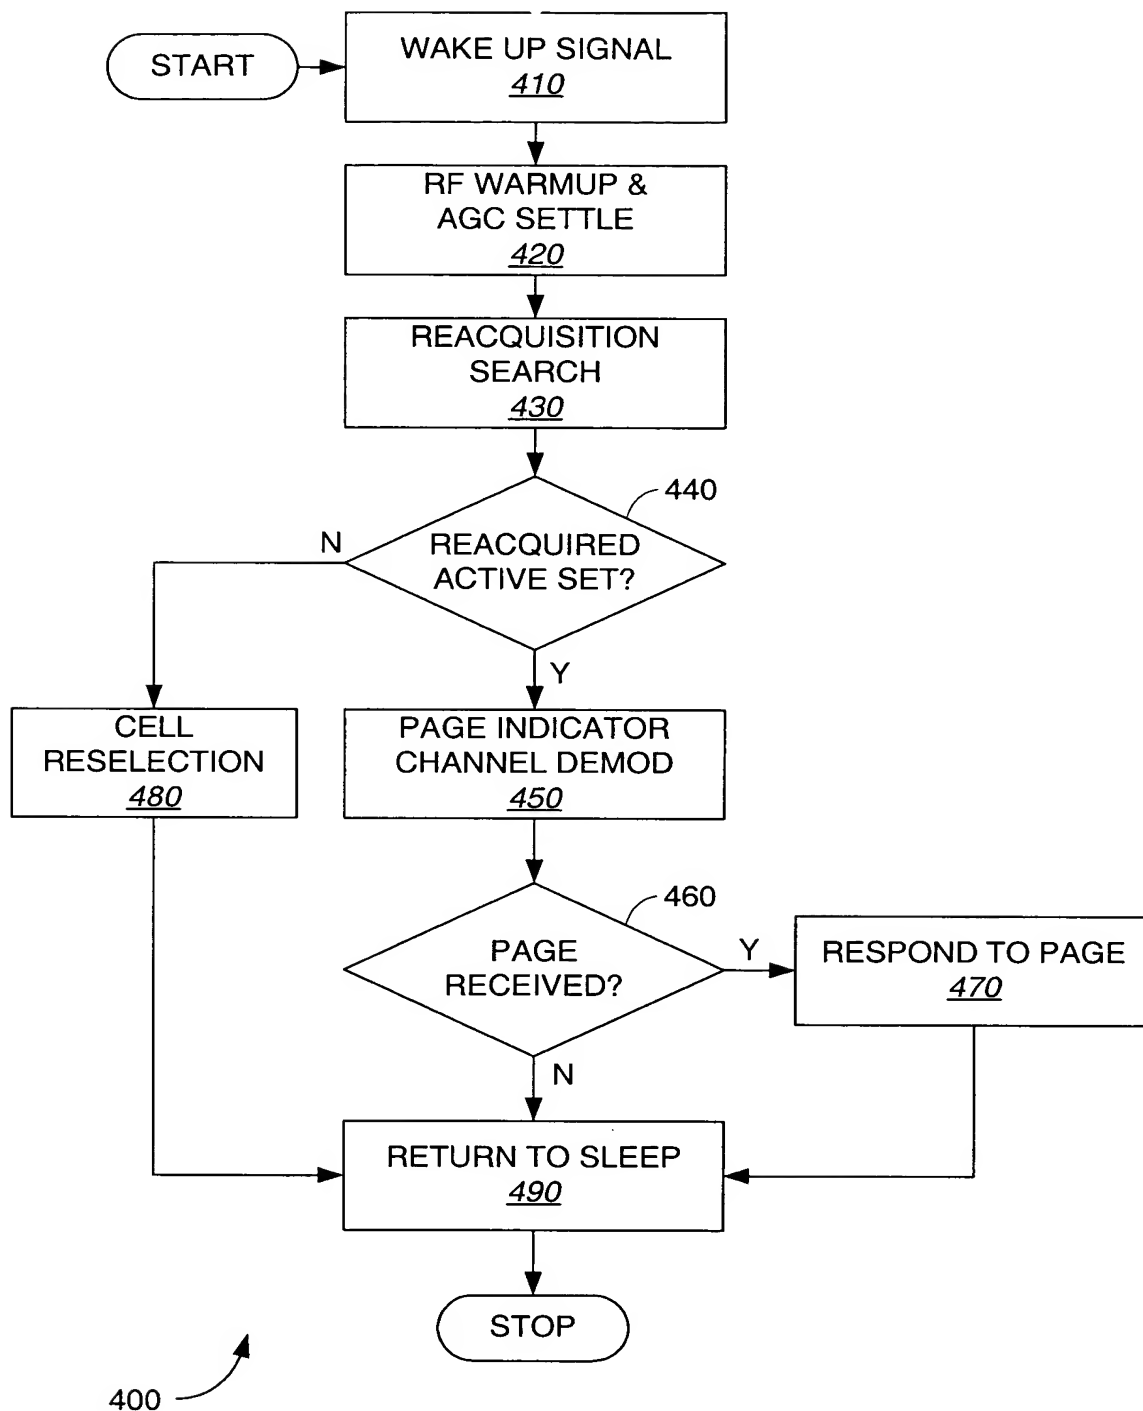 START
WAKE UP SIGNAL
410
RF WARMUP &
AGC SETTLE
420
REACQUISITION
SEARCH
430
440
REACQUIRED
ACTIVE SET?
N
Y
CELL
RESELECTION
480
PAGE INDICATOR
CHANNEL DEMOD
450
460
PAGE
RECEIVED?
Y
RESPOND TO PAGE
470
N
RETURN TO SLEEP
490
STOP
400